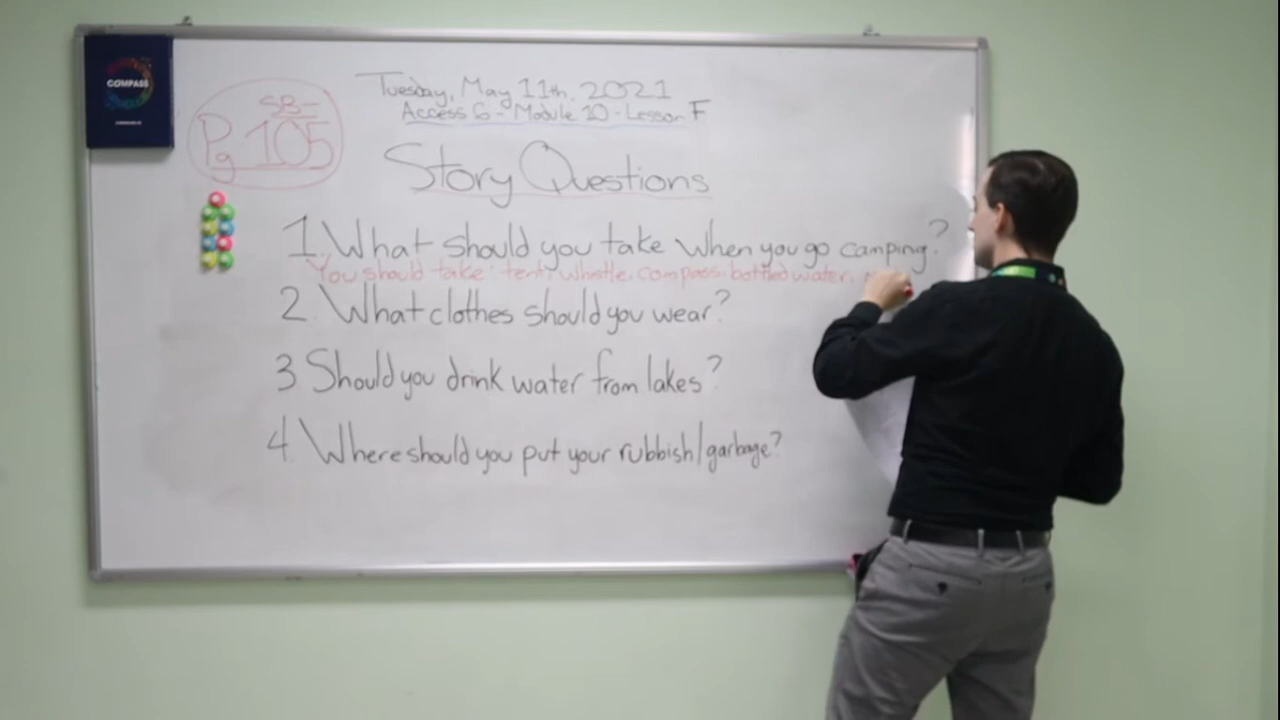 COMPASS
SB-
Pg 105
Tuesday, May 11th, 2021
Access 6 - Module 10 - Lesson F
Story Questions
1. What should you take when you go camping?
You should take: tent, whistle, compass, bottled water,
2. What clothes should you wear?
3 Should you drink water from lakes?
4. Where should you put your rubbish/garbage?